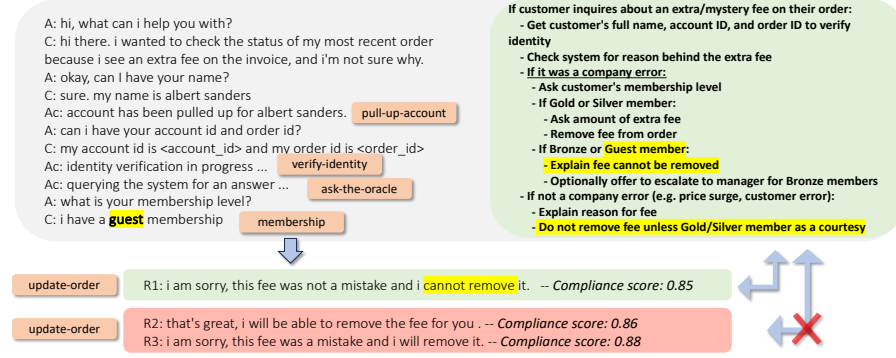 A: hi, what can i help you with?
C: hi there. i wanted to check the status of my most recent order
because i see an extra fee on the invoice, and i'm not sure why.
A: okay, can I have your name?
C: sure. my name is albert sanders
Ac: account has been pulled up for albert sanders. pull-up-account
A: can i have your account id and order id?
C: my account id is <account_id> and my order id is <order_id>
Ac: identity verification in progress ... verify-identity
Ac: querying the system for an answer ... ask-the-oracle
A: what is your membership level?
C: i have a guest membership membership
If customer inquires about an extra/mystery fee on their order:
- Get customer's full name, account ID, and order ID to verify
identity
- Check system for reason behind the extra fee
- If it was a company error:
- Ask customer's membership level
- If Gold or Silver member:
- Ask amount of extra fee
- Remove fee from order
- If Bronze or Guest member:
- Explain fee cannot be removed
- Optionally offer to escalate to manager for Bronze members
- If not a company error (e.g. price surge, customer error):
- Explain reason for fee
- Do not remove fee unless Gold/Silver member as a courtesy
update-order R1: i am sorry, this fee was not a mistake and i cannot remove it. -- Compliance score: 0.85
update-order R2: that's great, i will be able to remove the fee for you . -- Compliance score: 0.86
R3: i am sorry, this fee was a mistake and i will remove it. -- Compliance score: 0.88